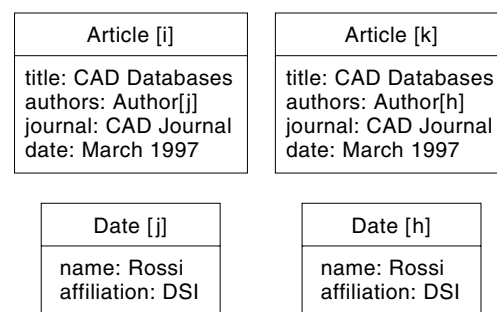 Article [i]
title: CAD Databases
authors: Author[j]
journal: CAD Journal
date: March 1997
Article [k]
title: CAD Databases
authors: Author[h]
journal: CAD Journal
date: March 1997
Date [j]
name: Rossi
affiliation: DSI
Date [h]
name: Rossi
affiliation: DSI